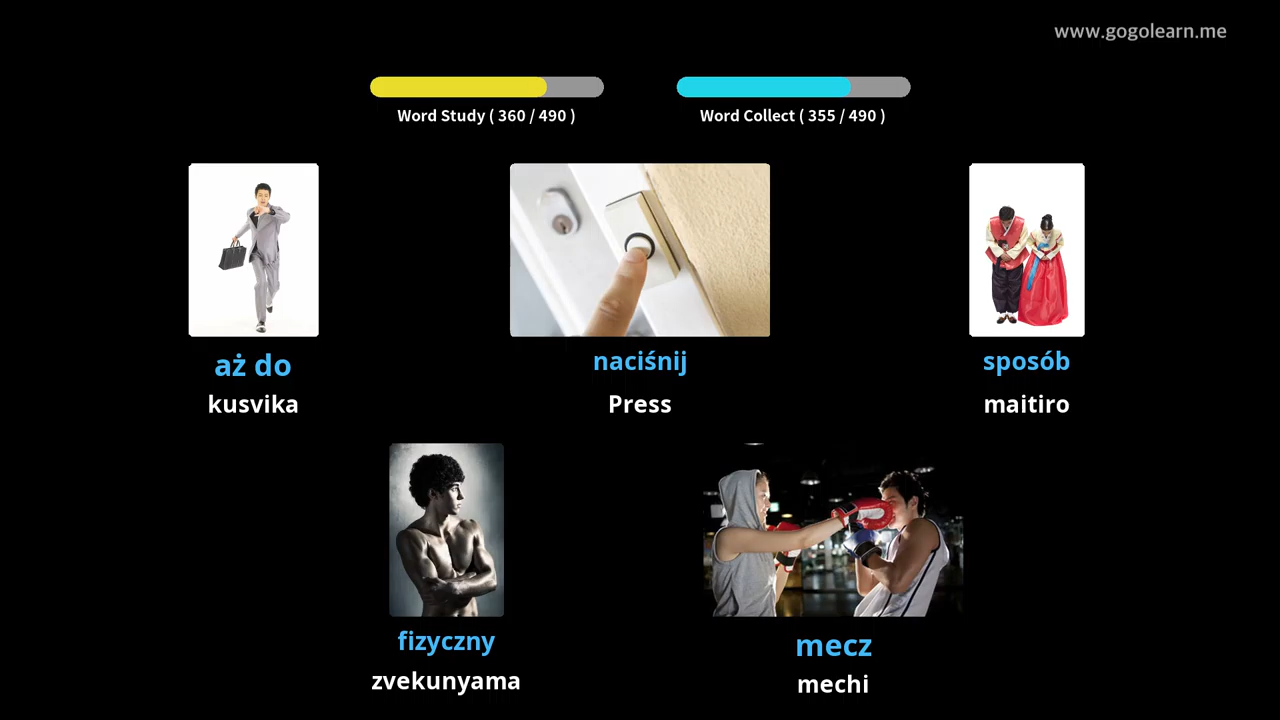 www.gogolearn.me
Word Study ( 360 / 490 )
Word Collect ( 355 / 490 )
aż do
kusvika
naciśnij
Press
sposób
maitiro
fizyczny
zvekunyama
mecz
mechi